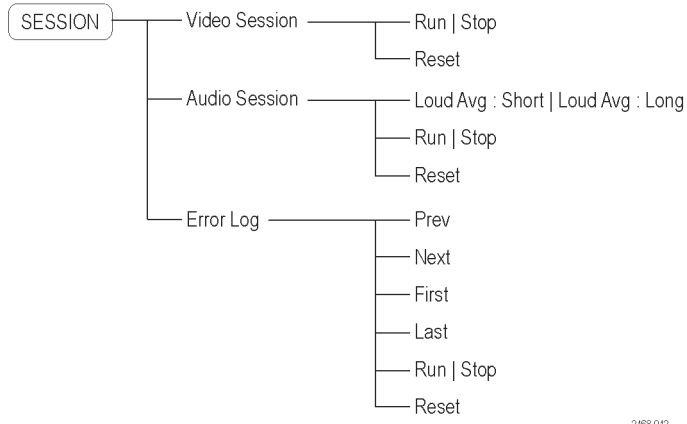 SESSION
Video Session
Run | Stop
Reset
Audio Session
Loud Avg : Short | Loud Avg : Long
Run | Stop
Reset
Error Log
Prev
Next
First
Last
Run | Stop
Reset